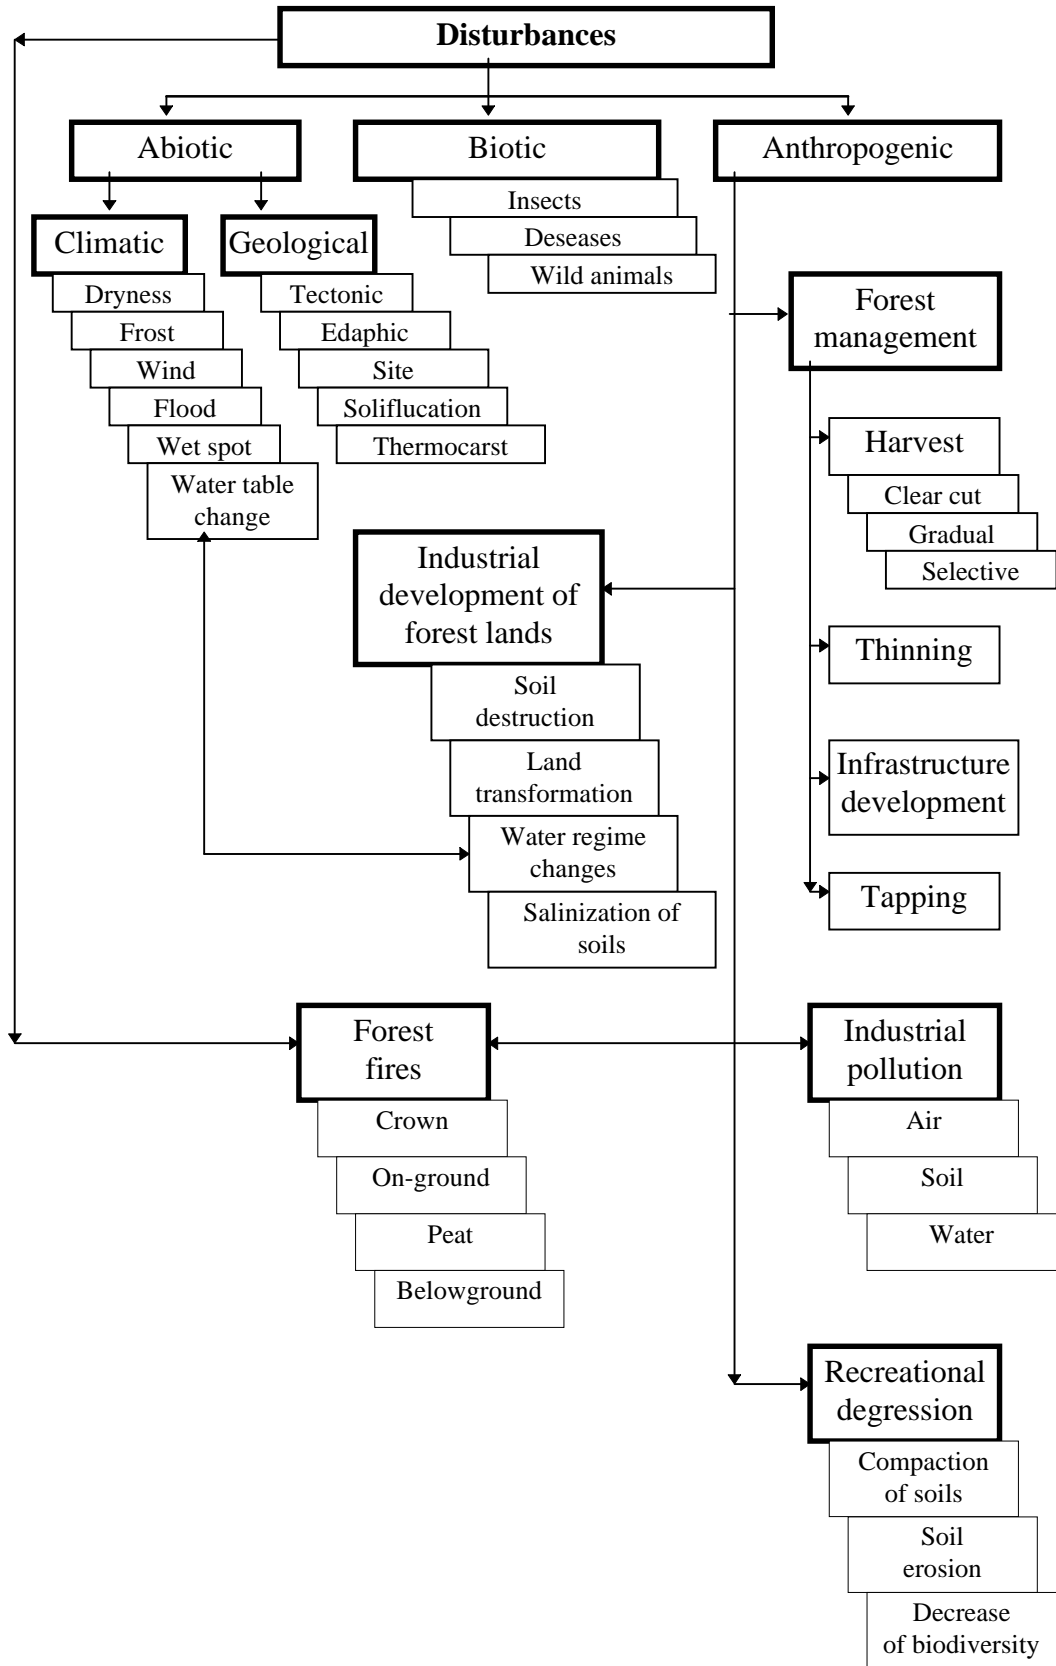 Disturbances
Abiotic
Biotic
Anthropogenic
Climatic
Dryness
Frost
Wind
Flood
Wet spot
Water table
change
Geological
Tectonic
Edaphic
Site
Soliflucation
Thermocarst
Insects
Deseases
Wild animals
Forest
management
Harvest
Clear cut
Gradual
Selective
Thinning
Infrastructure
development
Tapping
Industrial
development of
forest lands
Soil
destruction
Land
transformation
Water regime
changes
Salinization of
soils
Forest
fires
Crown
On-ground
Peat
Belowground
Industrial
pollution
Air
Soil
Water
Recreational
degression
Compaction
of soils
Soil
erosion
Decrease
of biodiversity